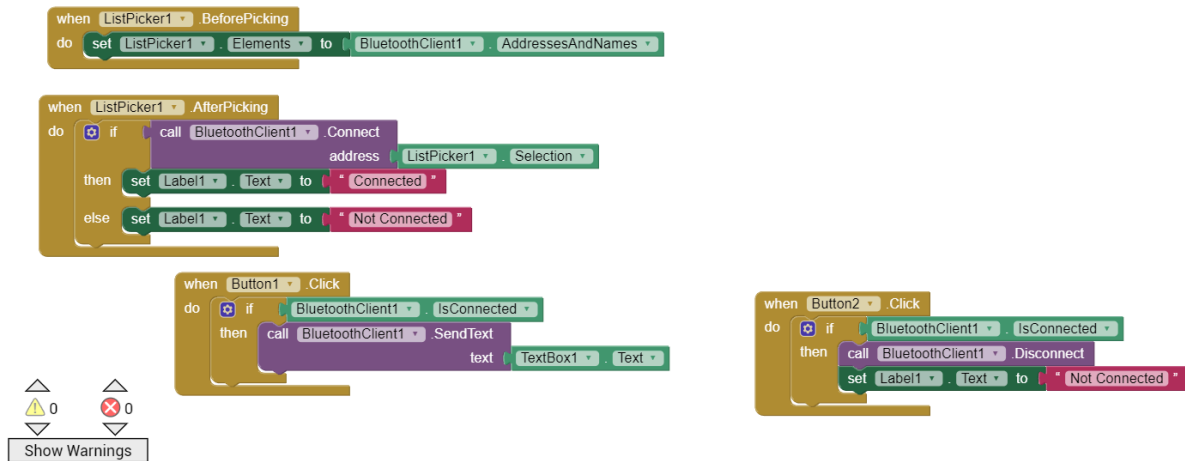 when ListPicker1 .BeforePicking
do set ListPicker1 . Elements to BluetoothClient1 . AddressesAndNames
when ListPicker1 .AfterPicking
do if call BluetoothClient1 .Connect
address ListPicker1 . Selection
then set Label1 . Text to " Connected "
else set Label1 . Text to " Not Connected "
when Button1 .Click
do if BluetoothClient1 . IsConnected
then call BluetoothClient1 .SendText
text TextBox1 . Text
when Button2 .Click
do if BluetoothClient1 . IsConnected
then call BluetoothClient1 .Disconnect
set Label1 . Text to " Not Connected "
0 0
Show Warnings